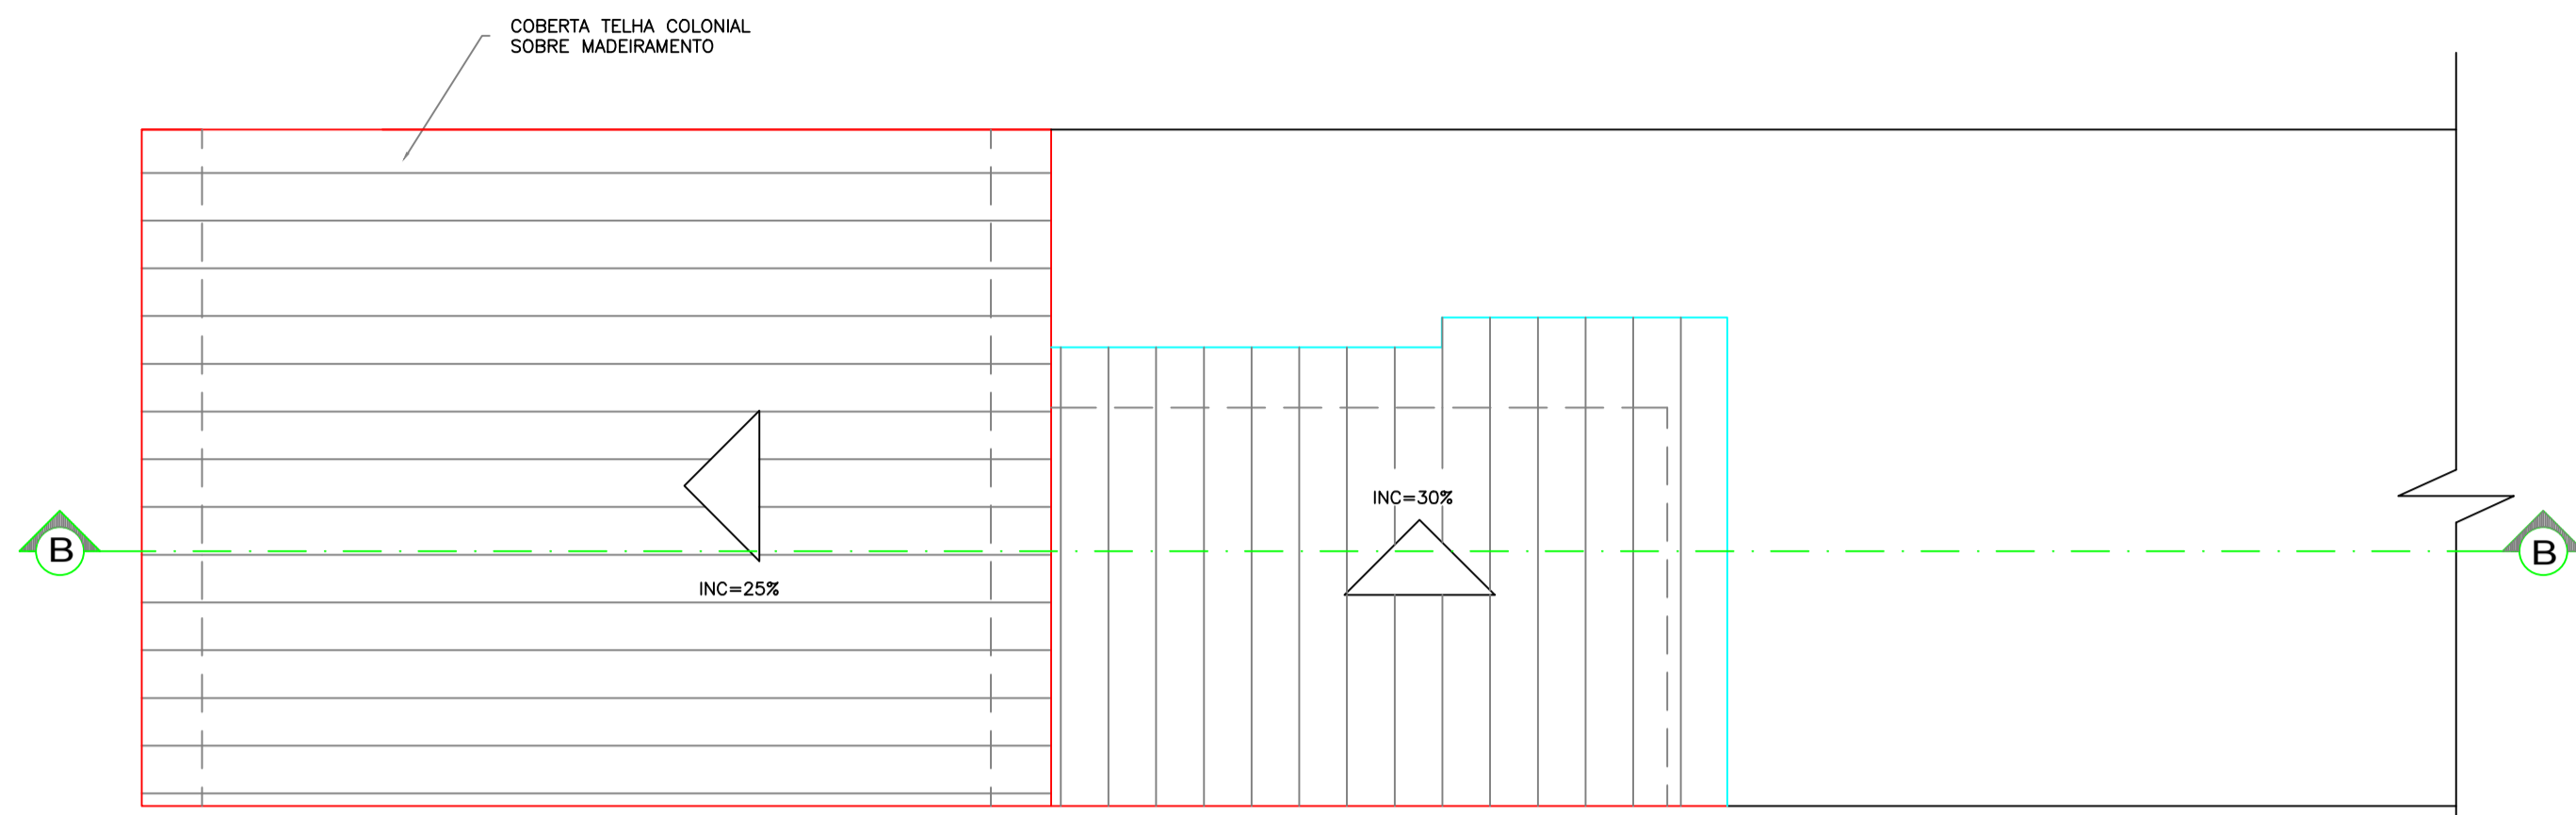 COBERTA TELHA COLONIAL
SOBRE MADEIRAMENTO
INC=30%
B
B
INC=25%